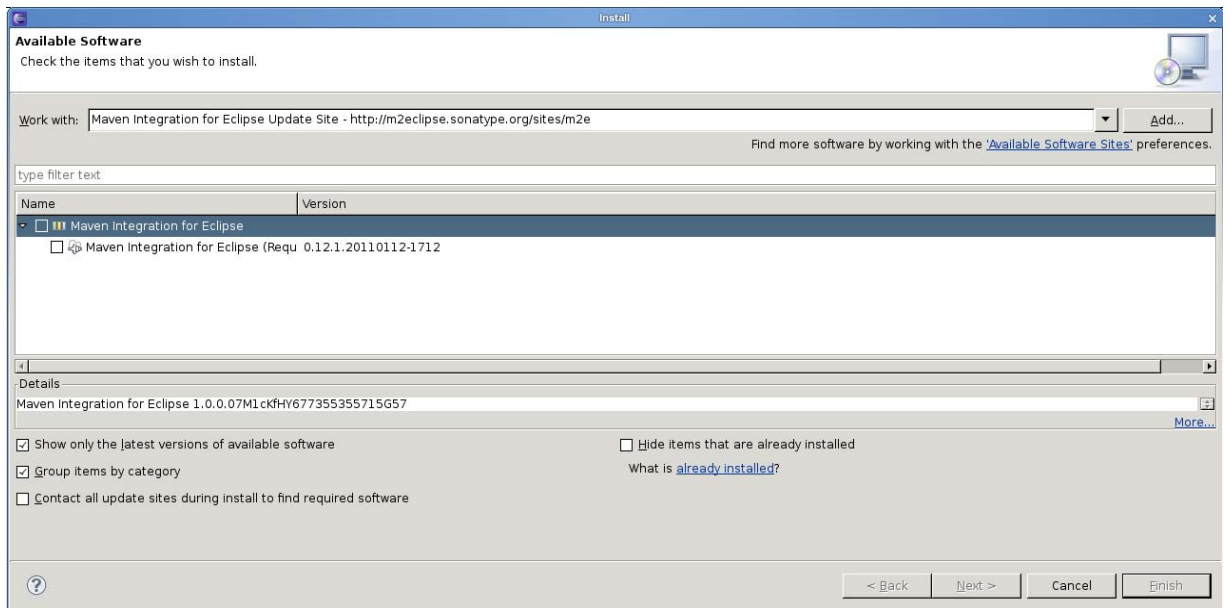 Install
Available Software
Check the items that you wish to install.
Work with: Maven Integration for Eclipse Update Site - http://m2eclipse.sonatype.org/sites/m2e Add...
Find more software by working with the 'Available Software Sites' preferences.
type filter text
Name Version
Maven Integration for Eclipse
Maven Integration for Eclipse (Requ 0.12.1.20110112-1712
Details
Maven Integration for Eclipse 1.0.0.07M1cKfHY677355355715G57
More...
Show only the latest versions of available software Hide items that are already installed
Group items by category What is already installed?
Contact all update sites during install to find required software
< Back Next > Cancel Finish